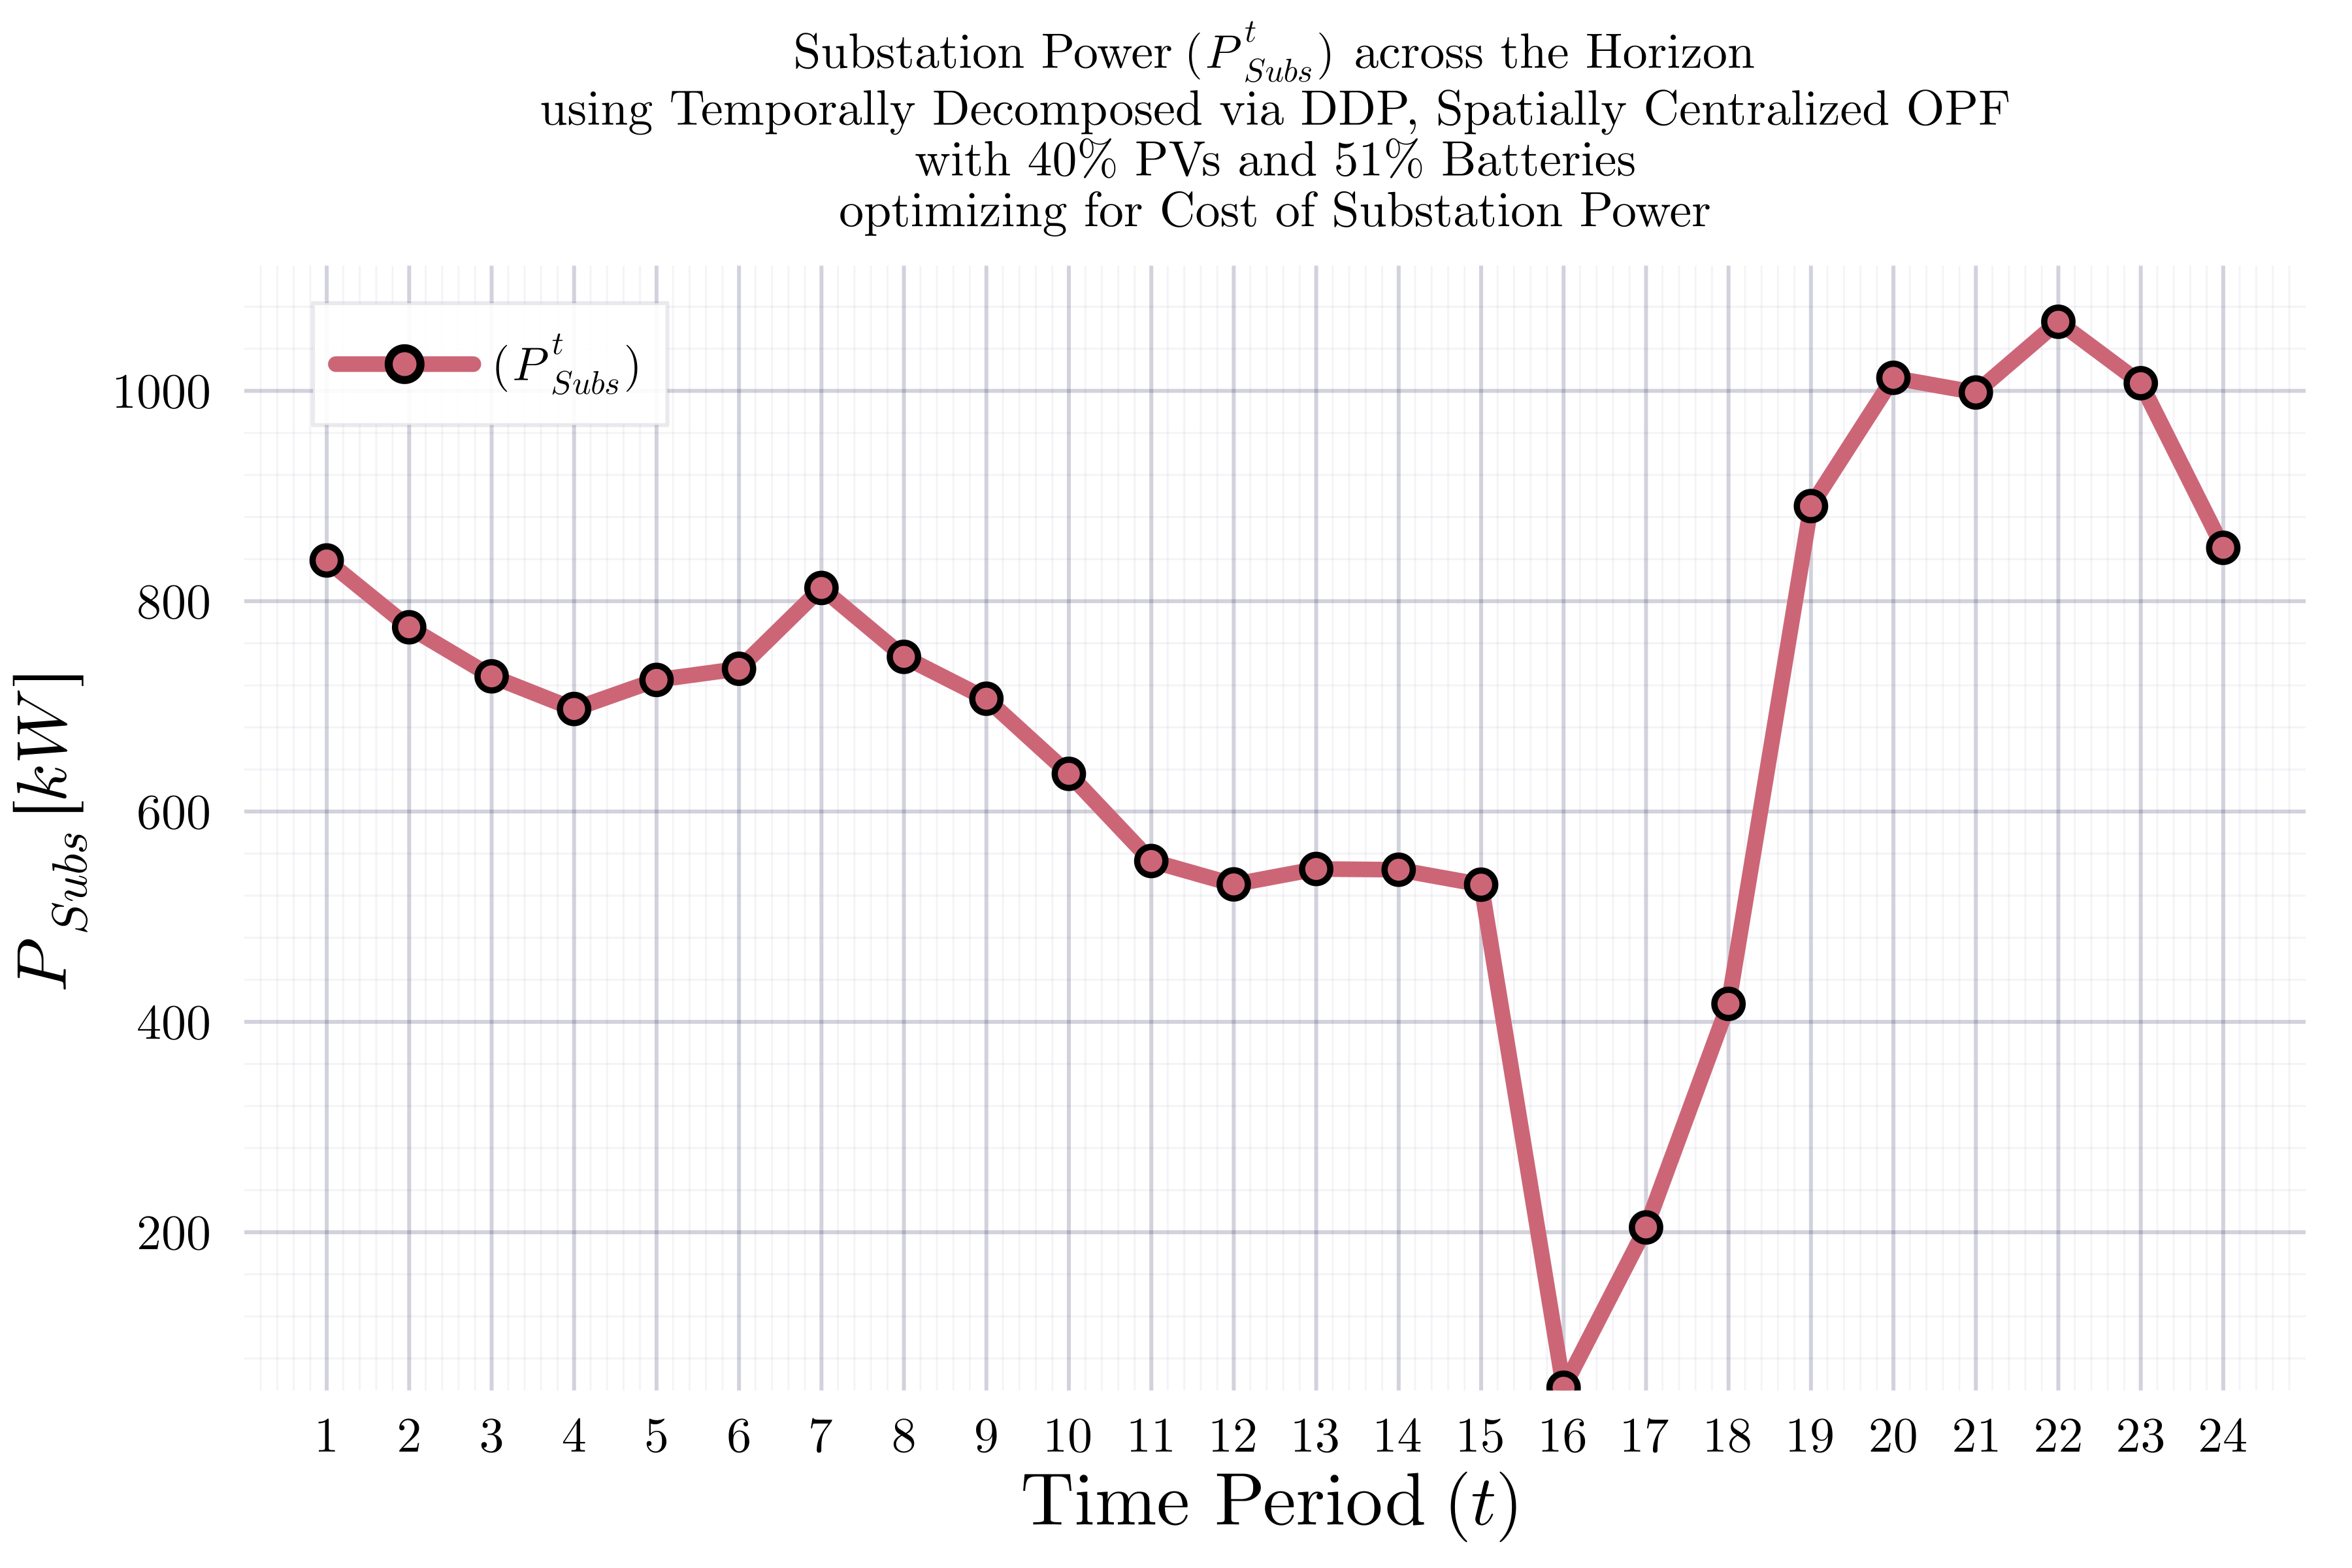 Substation Power (P^t_Subs) across the Horizon
using Temporally Decomposed via DDP, Spatially Centralized OPF
with 40% PVs and 51% Batteries
optimizing for Cost of Substation Power
(P^t_Subs)
1000
800
600
400
200
P_Subs [kW]
1 2 3 4 5 6 7 8 9 10 11 12 13 14 15 16 17 18 19 20 21 22 23 24
Time Period (t)